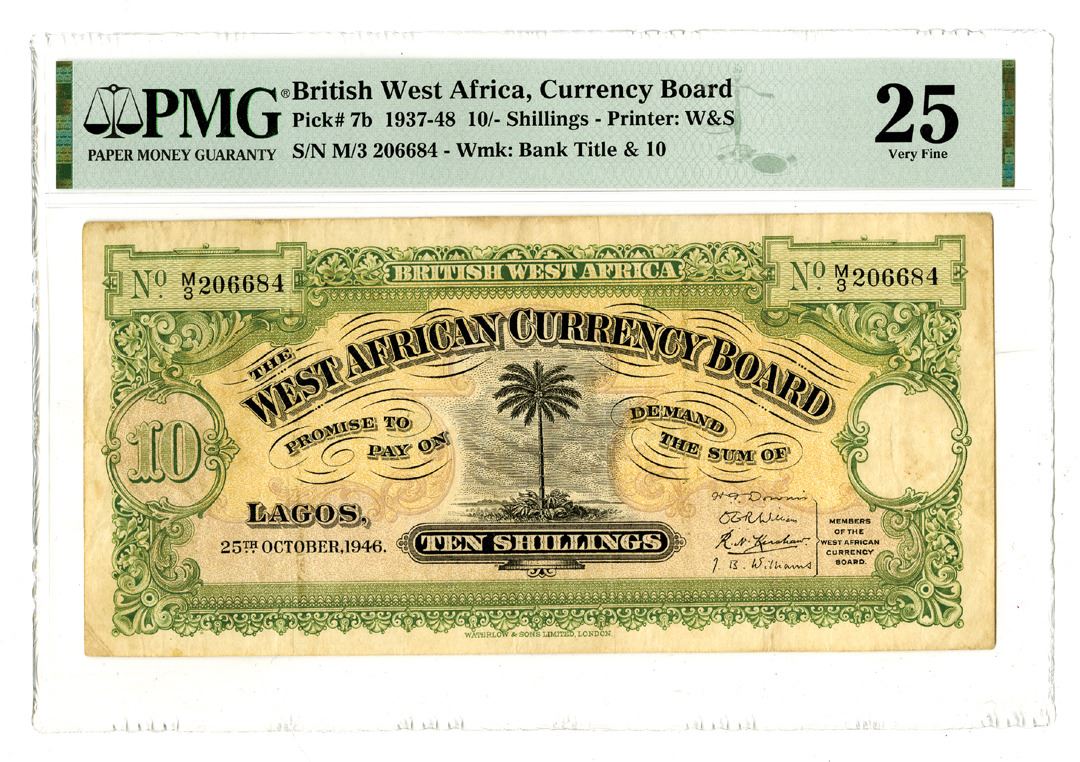 PMG®
PAPER MONEY GUARANTY
British West Africa, Currency Board
Pick# 7b 1937-48 10/- Shillings - Printer: W&S
S/N M/3 206684 - Wmk: Bank Title & 10
25
Very Fine
No. M/3 206684
BRITISH WEST AFRICA
No. M/3 206684
THE
WEST AFRICAN CURRENCY BOARD
PROMISE TO
PAY ON
DEMAND
THE SUM OF
10
LAGOS,
25TH OCTOBER, 1946.
TEN SHILLINGS
R. N. Kershaw
J. B. Williams
MEMBERS
OF THE
WEST AFRICAN
CURRENCY
BOARD.
WATERLOW & SONS LIMITED, LONDON.